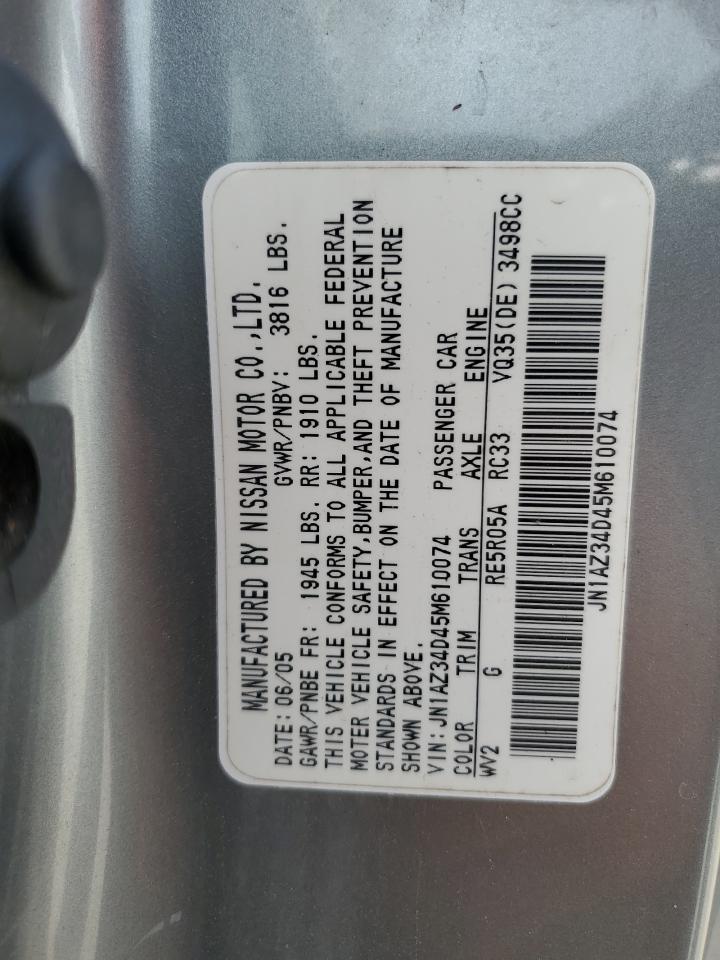 MANUFACTURED BY NISSAN MOTOR CO.,LTD.
DATE: 06/05 GVWR/PNBV: 3816 LBS.
GAWR/PNBE FR: 1945 LBS. RR: 1910 LBS.
THIS VEHICLE CONFORMS TO ALL APPLICABLE FEDERAL
MOTER VEHICLE SAFETY,BUMPER,AND THEFT PREVENTION
STANDARDS IN EFFECT ON THE DATE OF MANUFACTURE
SHOWN ABOVE.
VIN: JN1AZ34D45M610074 PASSENGER CAR
COLOR TRIM TRANS AXLE ENGINE
WV2 G RE5R05A RC33 VQ35(DE) 3498CC
JN1AZ34D45M610074